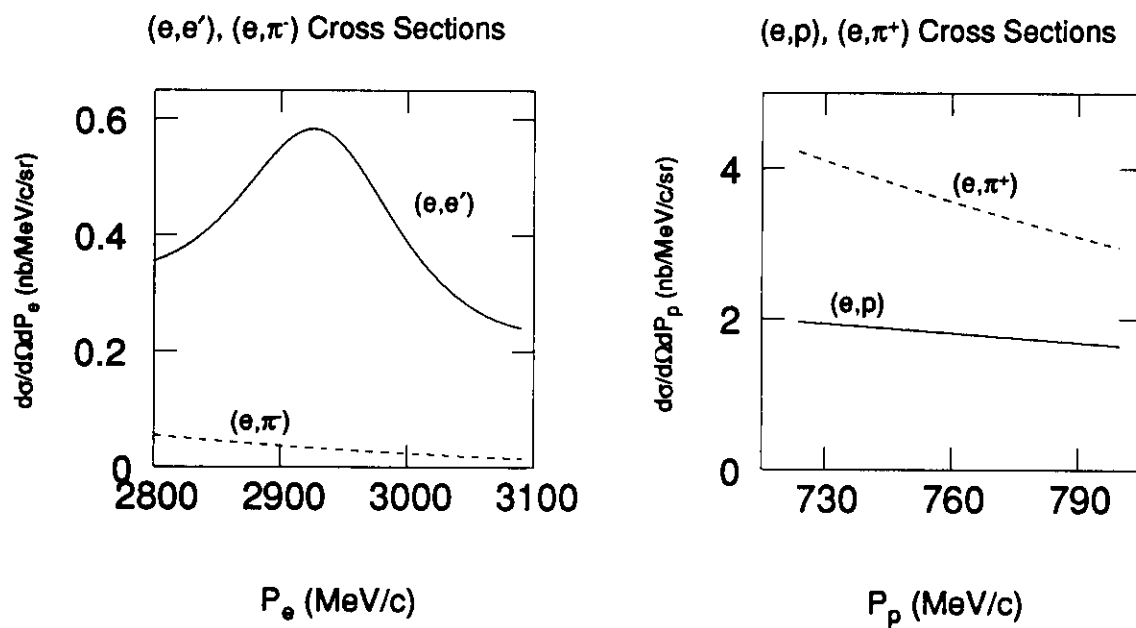 (e,e′), (e,π⁻) Cross Sections
dσ/dΩdPₑ (nb/MeV/c/sr)
0.6
0.4
0.2
0
(e,e′)
(e,π⁻)
2800 2900 3000 3100
Pₑ (MeV/c)
(e,p), (e,π⁺) Cross Sections
dσ/dΩdPₚ (nb/MeV/c/sr)
4
2
0
(e,π⁺)
(e,p)
730 760 790
Pₚ (MeV/c)